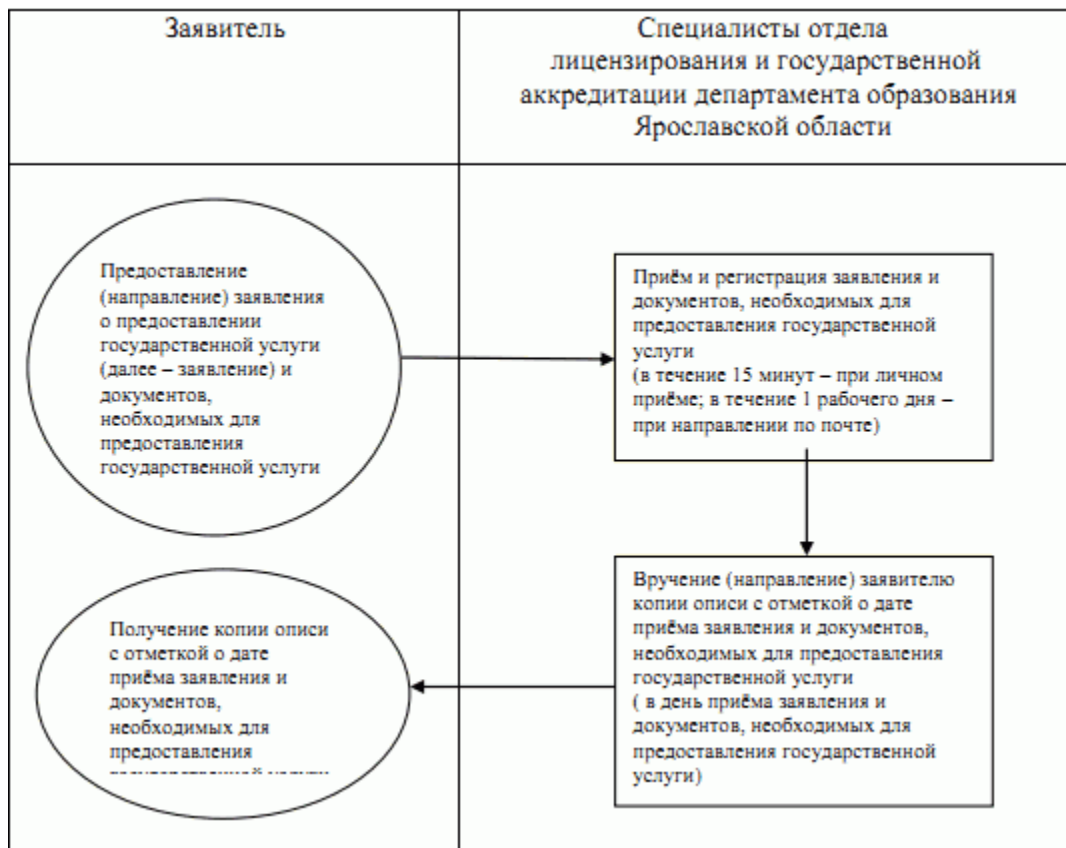 Заявитель
Специалисты отдела
лицензирования и государственной
аккредитации департамента образования
Ярославской области
Предоставление
(направление) заявления
о предоставлении
государственной услуги
(далее – заявление) и
документов,
необходимых для
предоставления
государственной услуги
Приём и регистрация заявления и
документов, необходимых для
предоставления государственной
услуги
(в течение 15 минут – при личном
приёме; в течение 1 рабочего дня –
при направлении по почте)
Вручение (направление) заявителю
копии описи с отметкой о дате
приёма заявления и документов,
необходимых для предоставления
государственной услуги
( в день приёма заявления и
документов, необходимых для
предоставления государственной
услуги)
Получение копии описи
с отметкой о дате
приёма заявления и
документов,
необходимых для
предоставления